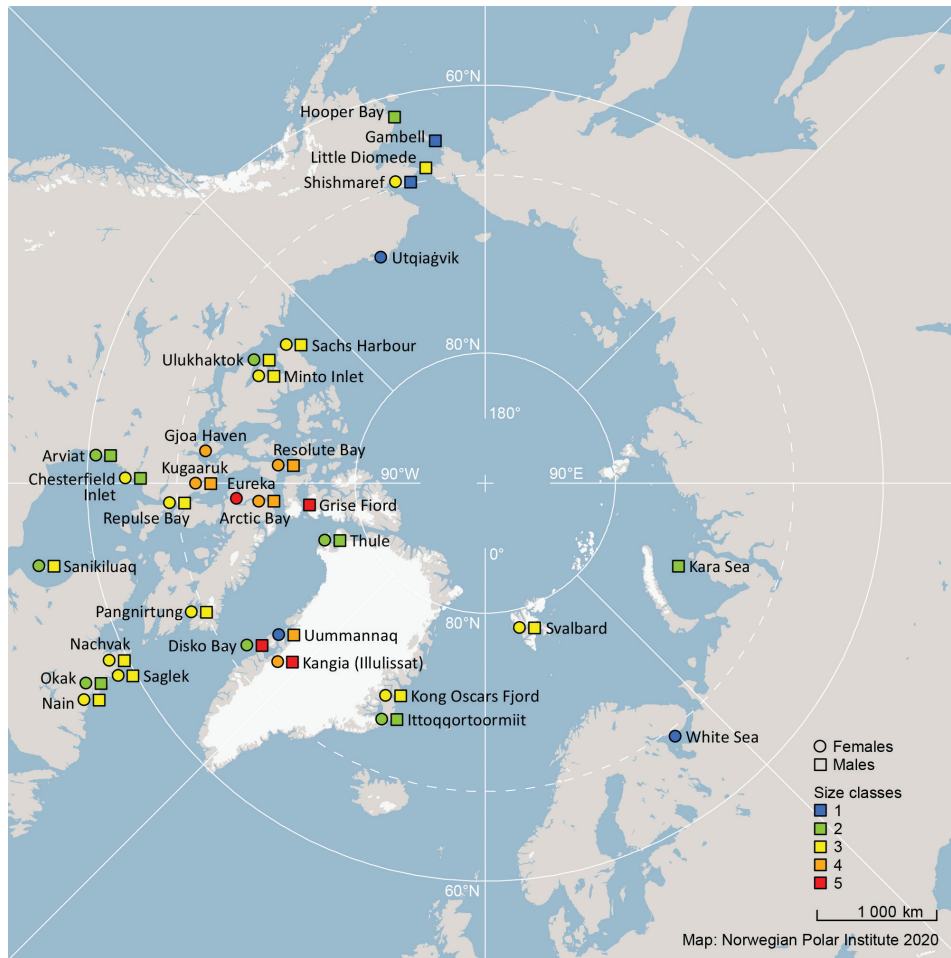 60°N
Hooper Bay
Gambell
Little Diomede
Shishmaref
Utqiaġvik
Sachs Harbour
80°N
Ulukhaktok
Minto Inlet
180°
Gjoa Haven
Resolute Bay
Arviat
Kugaaruk
Chesterfield
Inlet
Eureka
90°W
90°E
Repulse Bay
Arctic Bay
Grise Fiord
Thule
0°
Sanikiluaq
Kara Sea
Pangnirtung
80°N
Svalbard
Uummannaq
Disko Bay
Nachvak
Kangia (Illulissat)
Saglek
Okak
Nain
Kong Oscars Fjord
Ittoqqortoormiit
White Sea
Females
Males
Size classes
1
2
3
4
5
60°N
1 000 km
Map: Norwegian Polar Institute 2020